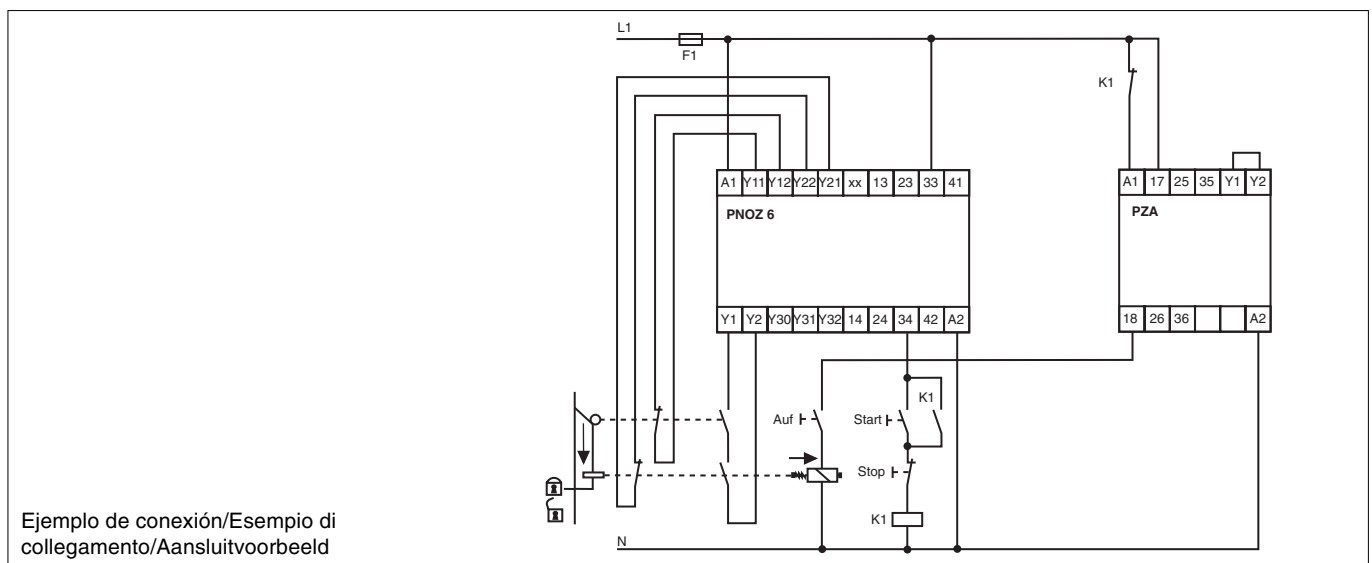 L1
F1
K1
A1 Y11 Y12 Y22 Y21 xx 13 23 33 41
PNOZ 6
Y1 Y2 Y30 Y31 Y32 14 24 34 42 A2
A1 17 25 35 Y1 Y2
PZA
18 26 36 A2
K1
Auf
Start
Stop
K1
N
Ejemplo de conexión/Esempio di
collegamento/Aansluitvoorbeeld